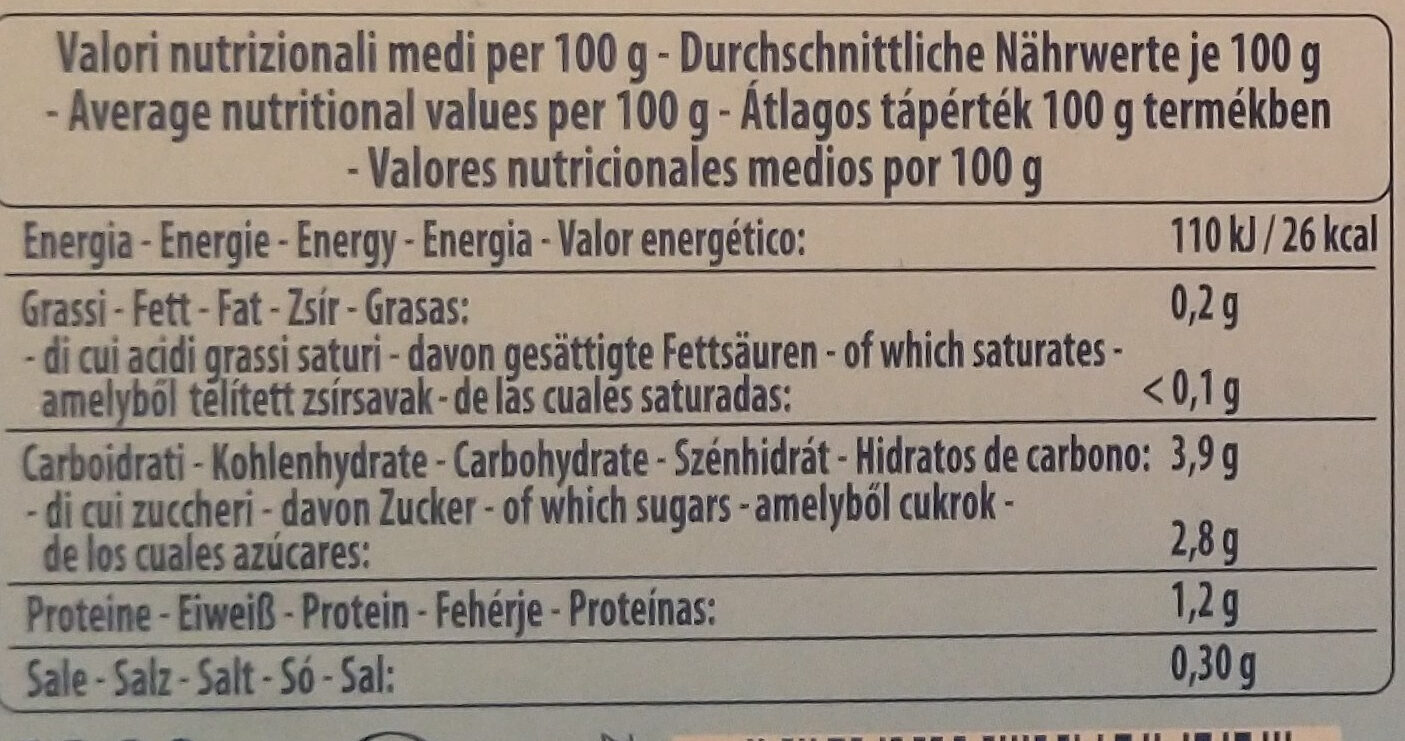 Valori nutrizionali medi per 100 g - Durchschnittliche Nährwerte je 100 g
- Average nutritional values per 100 g - Átlagos tápérték 100 g termékben
- Valores nutricionales medios por 100 g
Energia - Energie - Energy - Energia - Valor energético: 110 kJ / 26 kcal
Grassi - Fett - Fat - Zsír - Grasas: 0,2 g
- di cui acidi grassi saturi - davon gesättigte Fettsäuren - of which saturates -
amelyből telített zsírsavak - de las cuales saturadas: < 0,1 g
Carboidrati - Kohlenhydrate - Carbohydrate - Szénhidrát - Hidratos de carbono: 3,9 g
- di cui zuccheri - davon Zucker - of which sugars - amelyből cukrok -
de los cuales azúcares: 2,8 g
Proteine - Eiweiß - Protein - Fehérje - Proteínas: 1,2 g
Sale - Salz - Salt - Só - Sal: 0,30 g